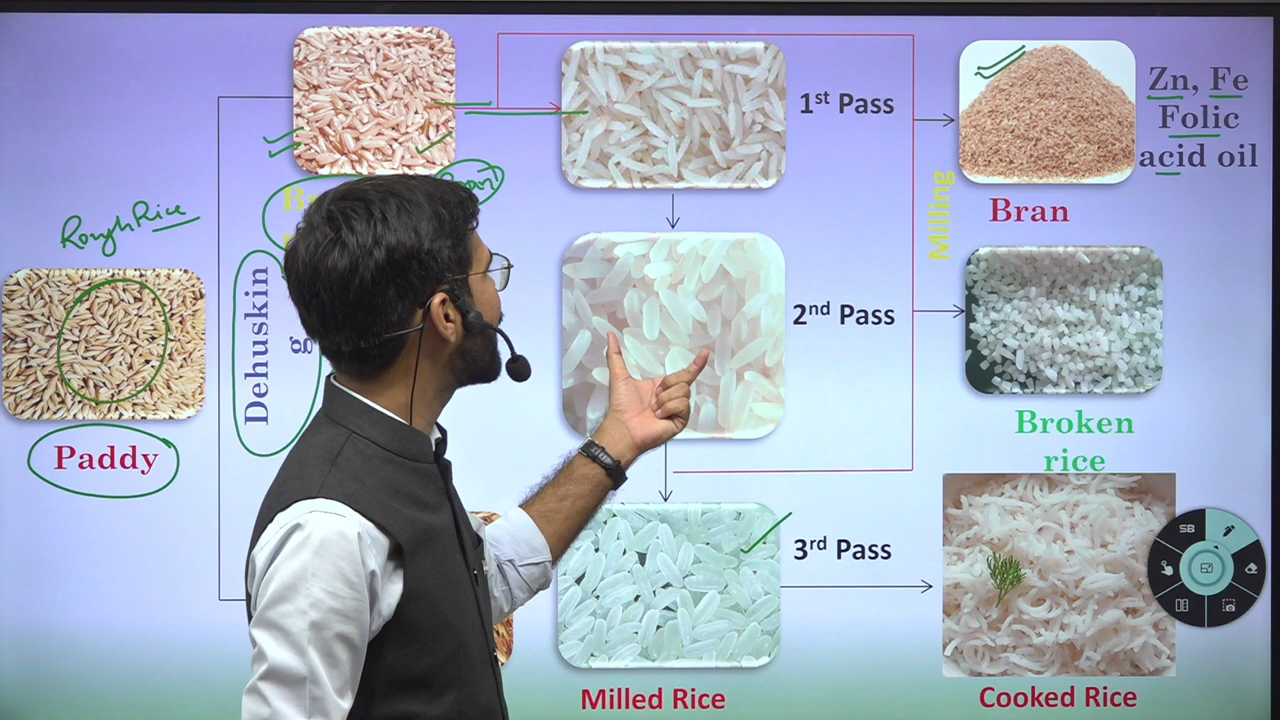 Rough Rice
Paddy
Dehuskin
g
1st Pass
2nd Pass
3rd Pass
Milled Rice
Milling
Zn, Fe
Folic
acid oil
Bran
Broken
rice
Cooked Rice
SB